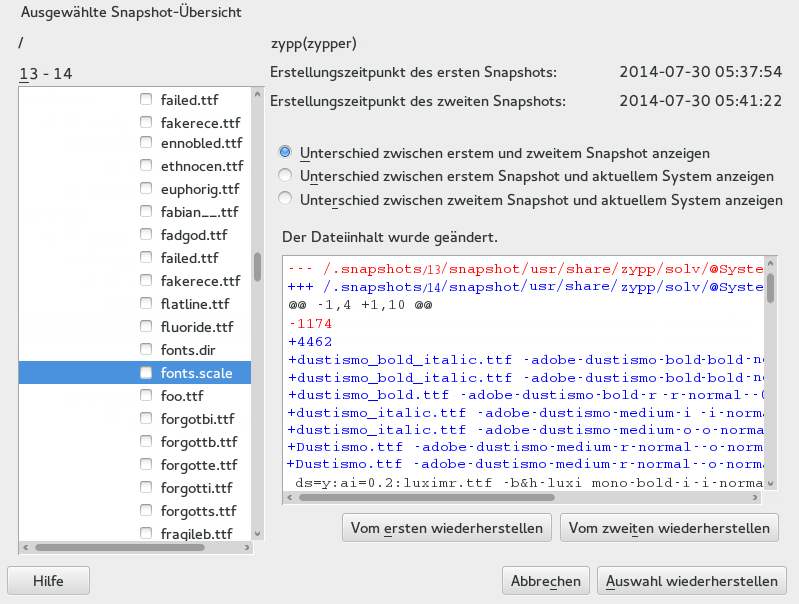 Ausgewählte Snapshot-Übersicht
/
zypp(zypper)
13 - 14
Erstellungszeitpunkt des ersten Snapshots: 2014-07-30 05:37:54
Erstellungszeitpunkt des zweiten Snapshots: 2014-07-30 05:41:22
failed.ttf
fakerece.ttf
ennobled.ttf
ethnocen.ttf
euphorig.ttf
fabian__.ttf
fadgod.ttf
failed.ttf
fakerece.ttf
flatline.ttf
fluoride.ttf
fonts.dir
fonts.scale
foo.ttf
forgotbi.ttf
forgottb.ttf
forgotte.ttf
forgotti.ttf
forgotts.ttf
fragileb.ttf
Unterschied zwischen erstem und zweitem Snapshot anzeigen
Unterschied zwischen erstem Snapshot und aktuellem System anzeigen
Unterschied zwischen zweitem Snapshot und aktuellem System anzeigen
Der Dateiinhalt wurde geändert.
--- /.snapshots/13/snapshot/usr/share/zypp/solv/@Syste
+++ /.snapshots/14/snapshot/usr/share/zypp/solv/@Syste
@@ -1,4 +1,10 @@
-1174
+4462
+dustismo_bold_italic.ttf -adobe-dustismo-bold-bold-no
+dustismo_bold_italic.ttf -adobe-dustismo-bold-bold-no
+dustismo_bold.ttf -adobe-dustismo-bold-r -r-normal--0
+dustismo_italic.ttf -adobe-dustismo-medium-i -i-norma
+dustismo_italic.ttf -adobe-dustismo-medium-o-o-norma
+Dustismo.ttf -adobe-dustismo-medium-r-normal--o-norma
+Dustismo.ttf -adobe-dustismo-medium-r-normal--o-norma
ds=y:ai=0.2:luximr.ttf -b&h-luxi mono-bold-i-i-norma
Vom ersten wiederherstellen
Vom zweiten wiederherstellen
Hilfe
Abbrechen
Auswahl wiederherstellen